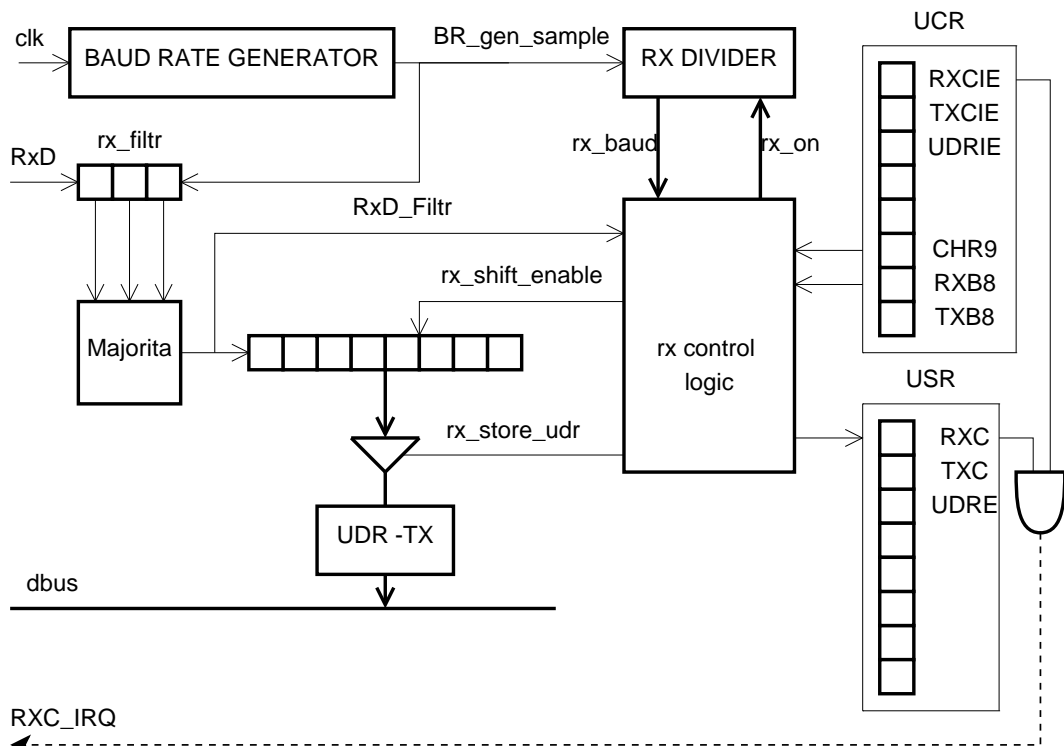 UCR
clk
BAUD RATE GENERATOR
BR_gen_sample
RX DIVIDER
RXCIE
TXCIE
UDRIE
CHR9
RXB8
TXB8
rx_filtr
RxD
rx_baud
rx_on
RxD_Filtr
rx_shift_enable
Majorita
rx control
logic
USR
RXC
TXC
UDRE
rx_store_udr
UDR -TX
dbus
RXC_IRQ